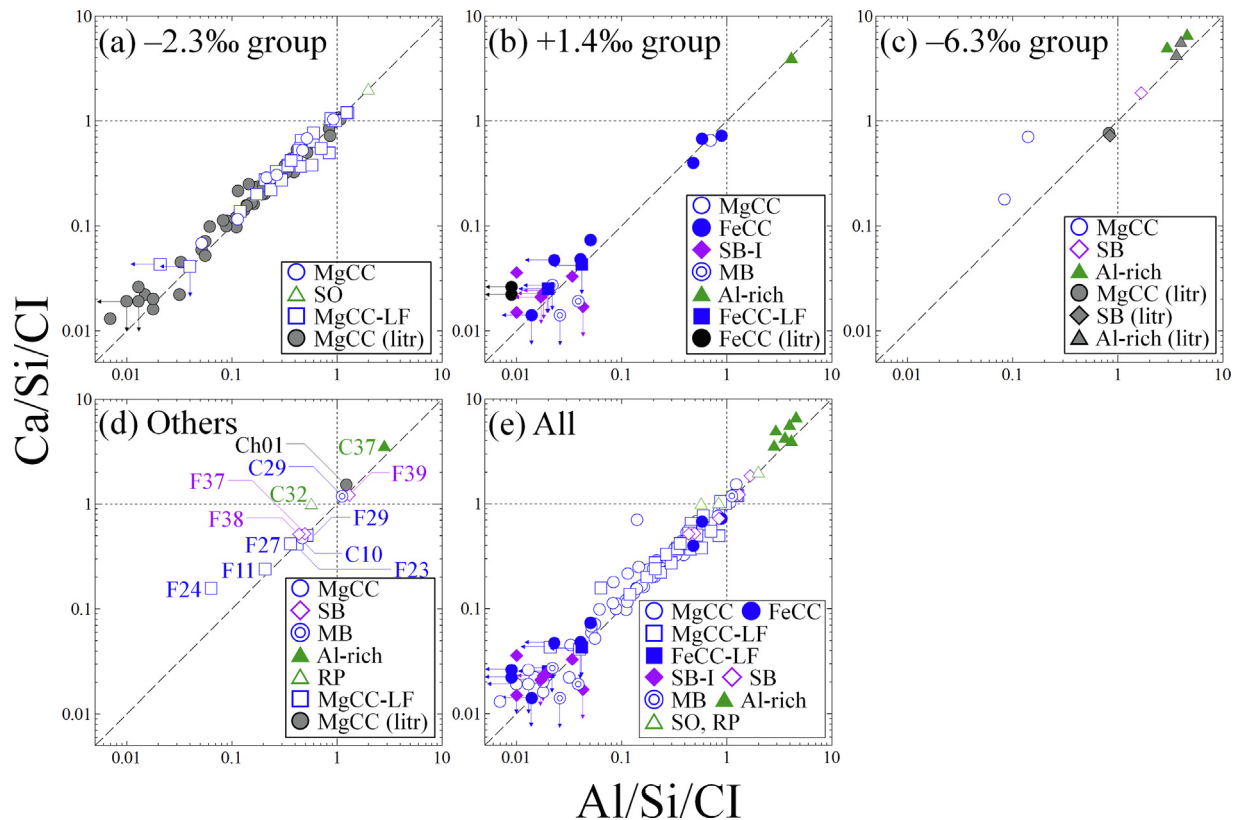 Ca/Si/CI
Al/Si/CI
(a) –2.3‰ group
10
1
0.1
0.01
0.01
0.1
1
10
MgCC
SO
MgCC-LF
MgCC (litr)
(b) +1.4‰ group
10
1
0.1
0.01
0.01
0.1
1
10
MgCC
FeCC
SB-I
MB
Al-rich
FeCC-LF
FeCC (litr)
(c) –6.3‰ group
10
1
0.1
0.01
0.01
0.1
1
10
MgCC
SB
Al-rich
MgCC (litr)
SB (litr)
Al-rich (litr)
(d) Others
10
1
0.1
0.01
0.01
0.1
1
10
Ch01
C37
C29
F39
F37
C32
F38
F29
F27
C10
F11
F23
F24
MgCC
SB
MB
Al-rich
RP
MgCC-LF
MgCC (litr)
(e) All
10
1
0.1
0.01
0.01
0.1
1
10
MgCC FeCC
MgCC-LF
FeCC-LF
SB-I SB
MB Al-rich
SO, RP